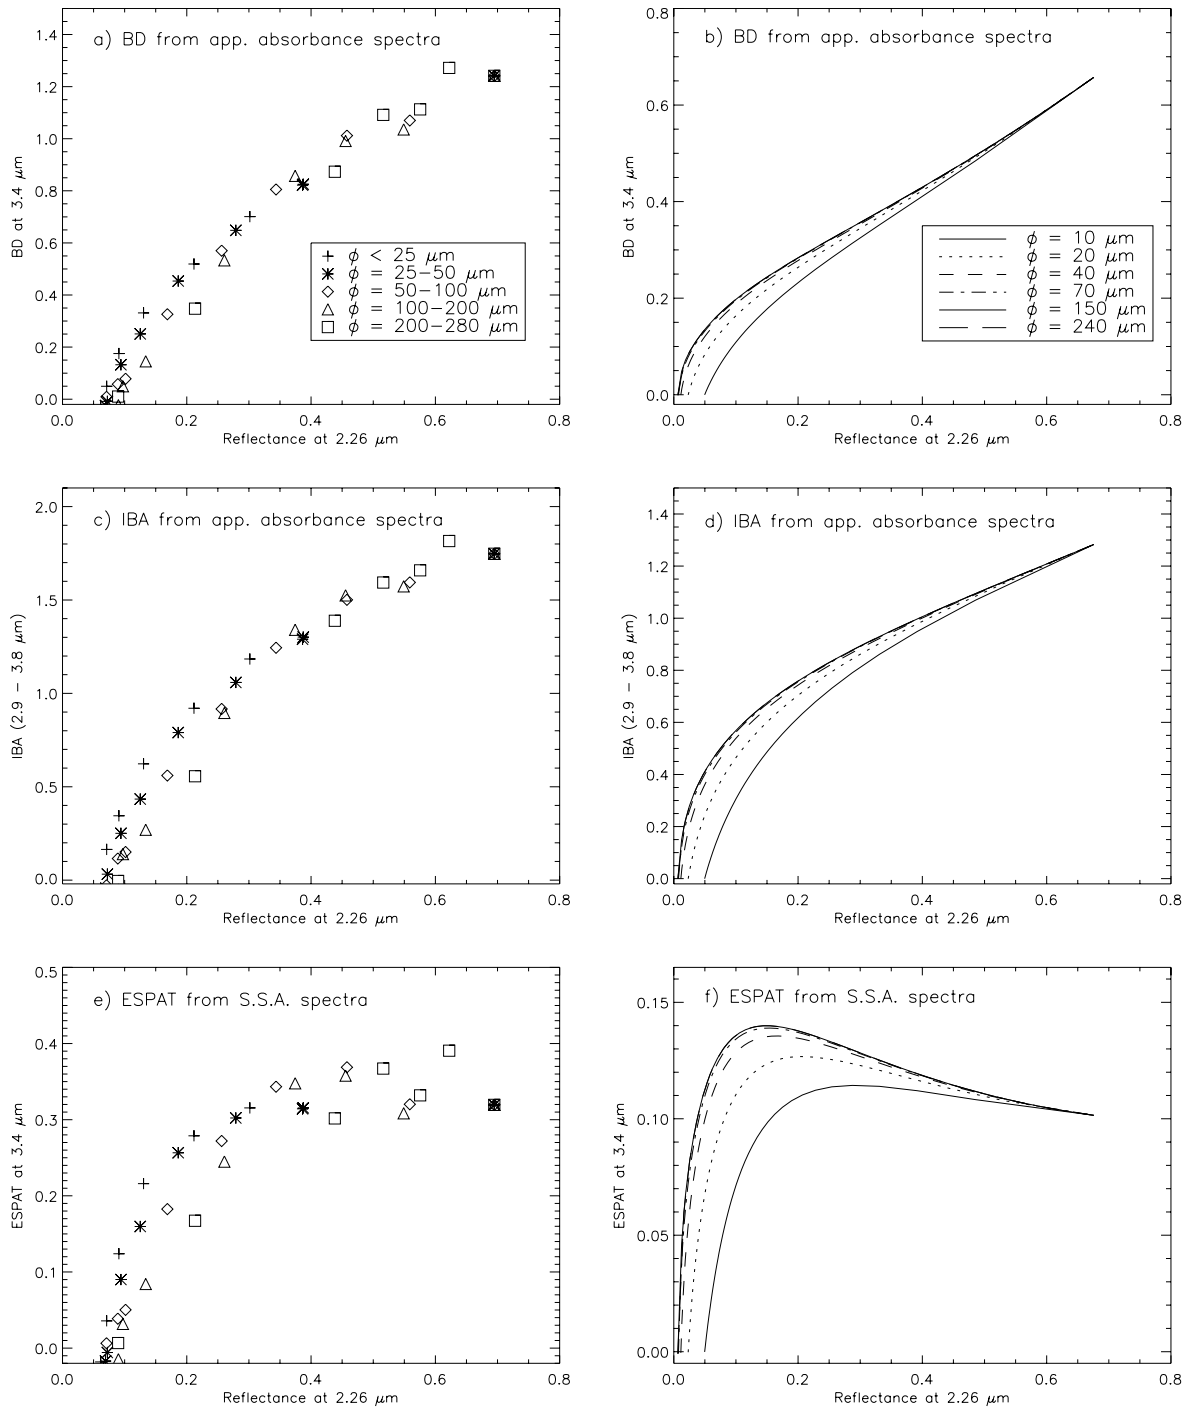 a) BD from app. absorbance spectra
BD at 3.4 μm
1.4
1.2
1.0
0.8
0.6
0.4
0.2
0.0
+ ϕ < 25 μm
∗ ϕ = 25−50 μm
◇ ϕ = 50−100 μm
△ ϕ = 100−200 μm
□ ϕ = 200−280 μm
0.0 0.2 0.4 0.6 0.8
Reflectance at 2.26 μm
b) BD from app. absorbance spectra
BD at 3.4 μm
0.8
0.6
0.4
0.2
0.0
ϕ = 10 μm
ϕ = 20 μm
ϕ = 40 μm
ϕ = 70 μm
ϕ = 150 μm
ϕ = 240 μm
0.0 0.2 0.4 0.6 0.8
Reflectance at 2.26 μm
c) IBA from app. absorbance spectra
IBA (2.9 − 3.8 μm)
2.0
1.5
1.0
0.5
0.0
0.0 0.2 0.4 0.6 0.8
Reflectance at 2.26 μm
d) IBA from app. absorbance spectra
IBA (2.9 − 3.8 μm)
1.4
1.2
1.0
0.8
0.6
0.4
0.2
0.0
0.0 0.2 0.4 0.6 0.8
Reflectance at 2.26 μm
e) ESPAT from S.S.A. spectra
ESPAT at 3.4 μm
0.5
0.4
0.3
0.2
0.1
0.0
0.0 0.2 0.4 0.6 0.8
Reflectance at 2.26 μm
f) ESPAT from S.S.A. spectra
ESPAT at 3.4 μm
0.15
0.10
0.05
0.00
0.0 0.2 0.4 0.6 0.8
Reflectance at 2.26 μm